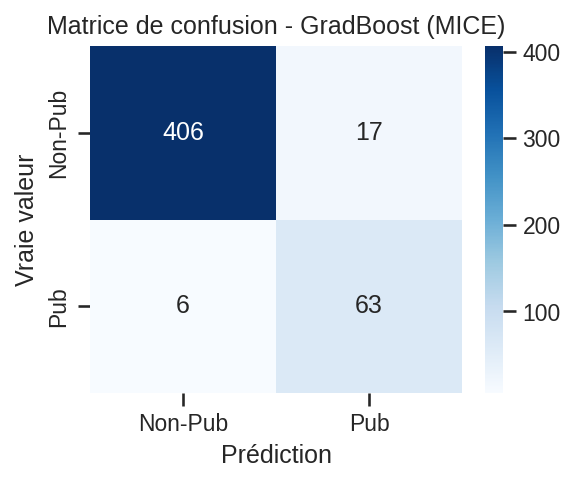 Matrice de confusion - GradBoost (MICE)
Vraie valeur
Non-Pub
406
17
Pub
6
63
Non-Pub
Pub
Prédiction
400
300
200
100